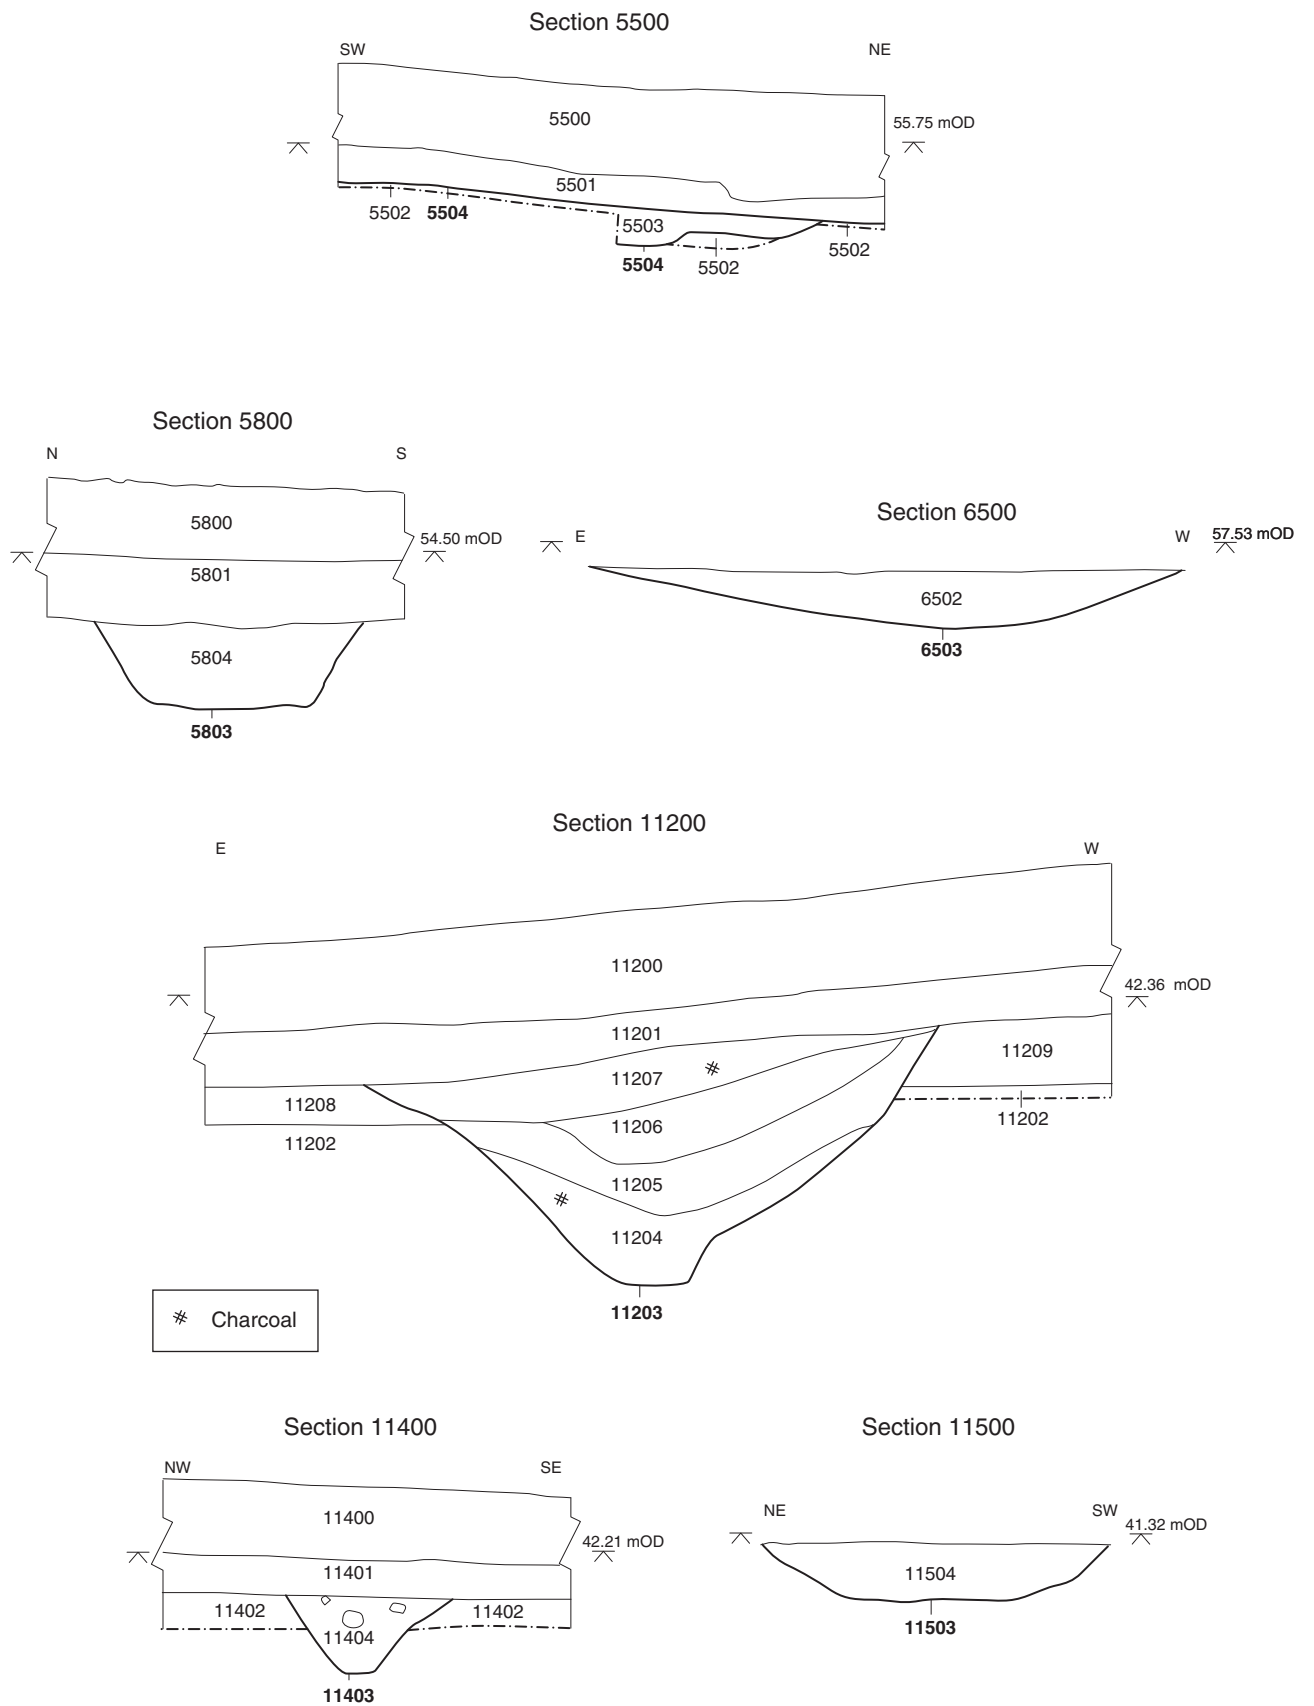 Section 5500
SW NE
5500
55.75 mOD
5501
5502 5504
5503
5502
5504 5502
Section 5800
N S
5800
54.50 mOD
5801
5804
5803
Section 6500
E W 57.53 mOD
6502
6503
Section 11200
E W
11200
42.36 mOD
11201
11209
11207
11208
11202
11206
11202
11205
11204
11203
# Charcoal
Section 11400
NW SE
11400
42.21 mOD
11401
11402 11402
11404
11403
Section 11500
NE SW
41.32 mOD
11504
11503